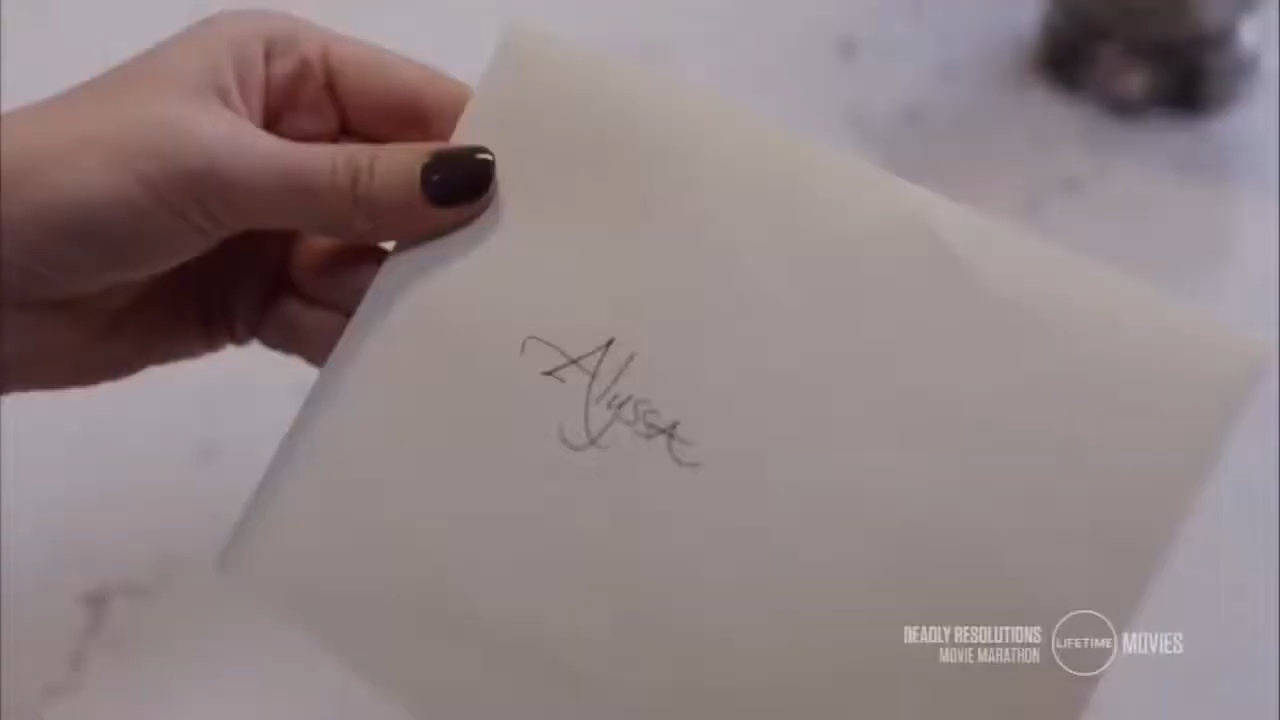 Alyssa
DEADLY RESOLUTIONS
MOVIE MARATHON
LIFETIME
MOVIES